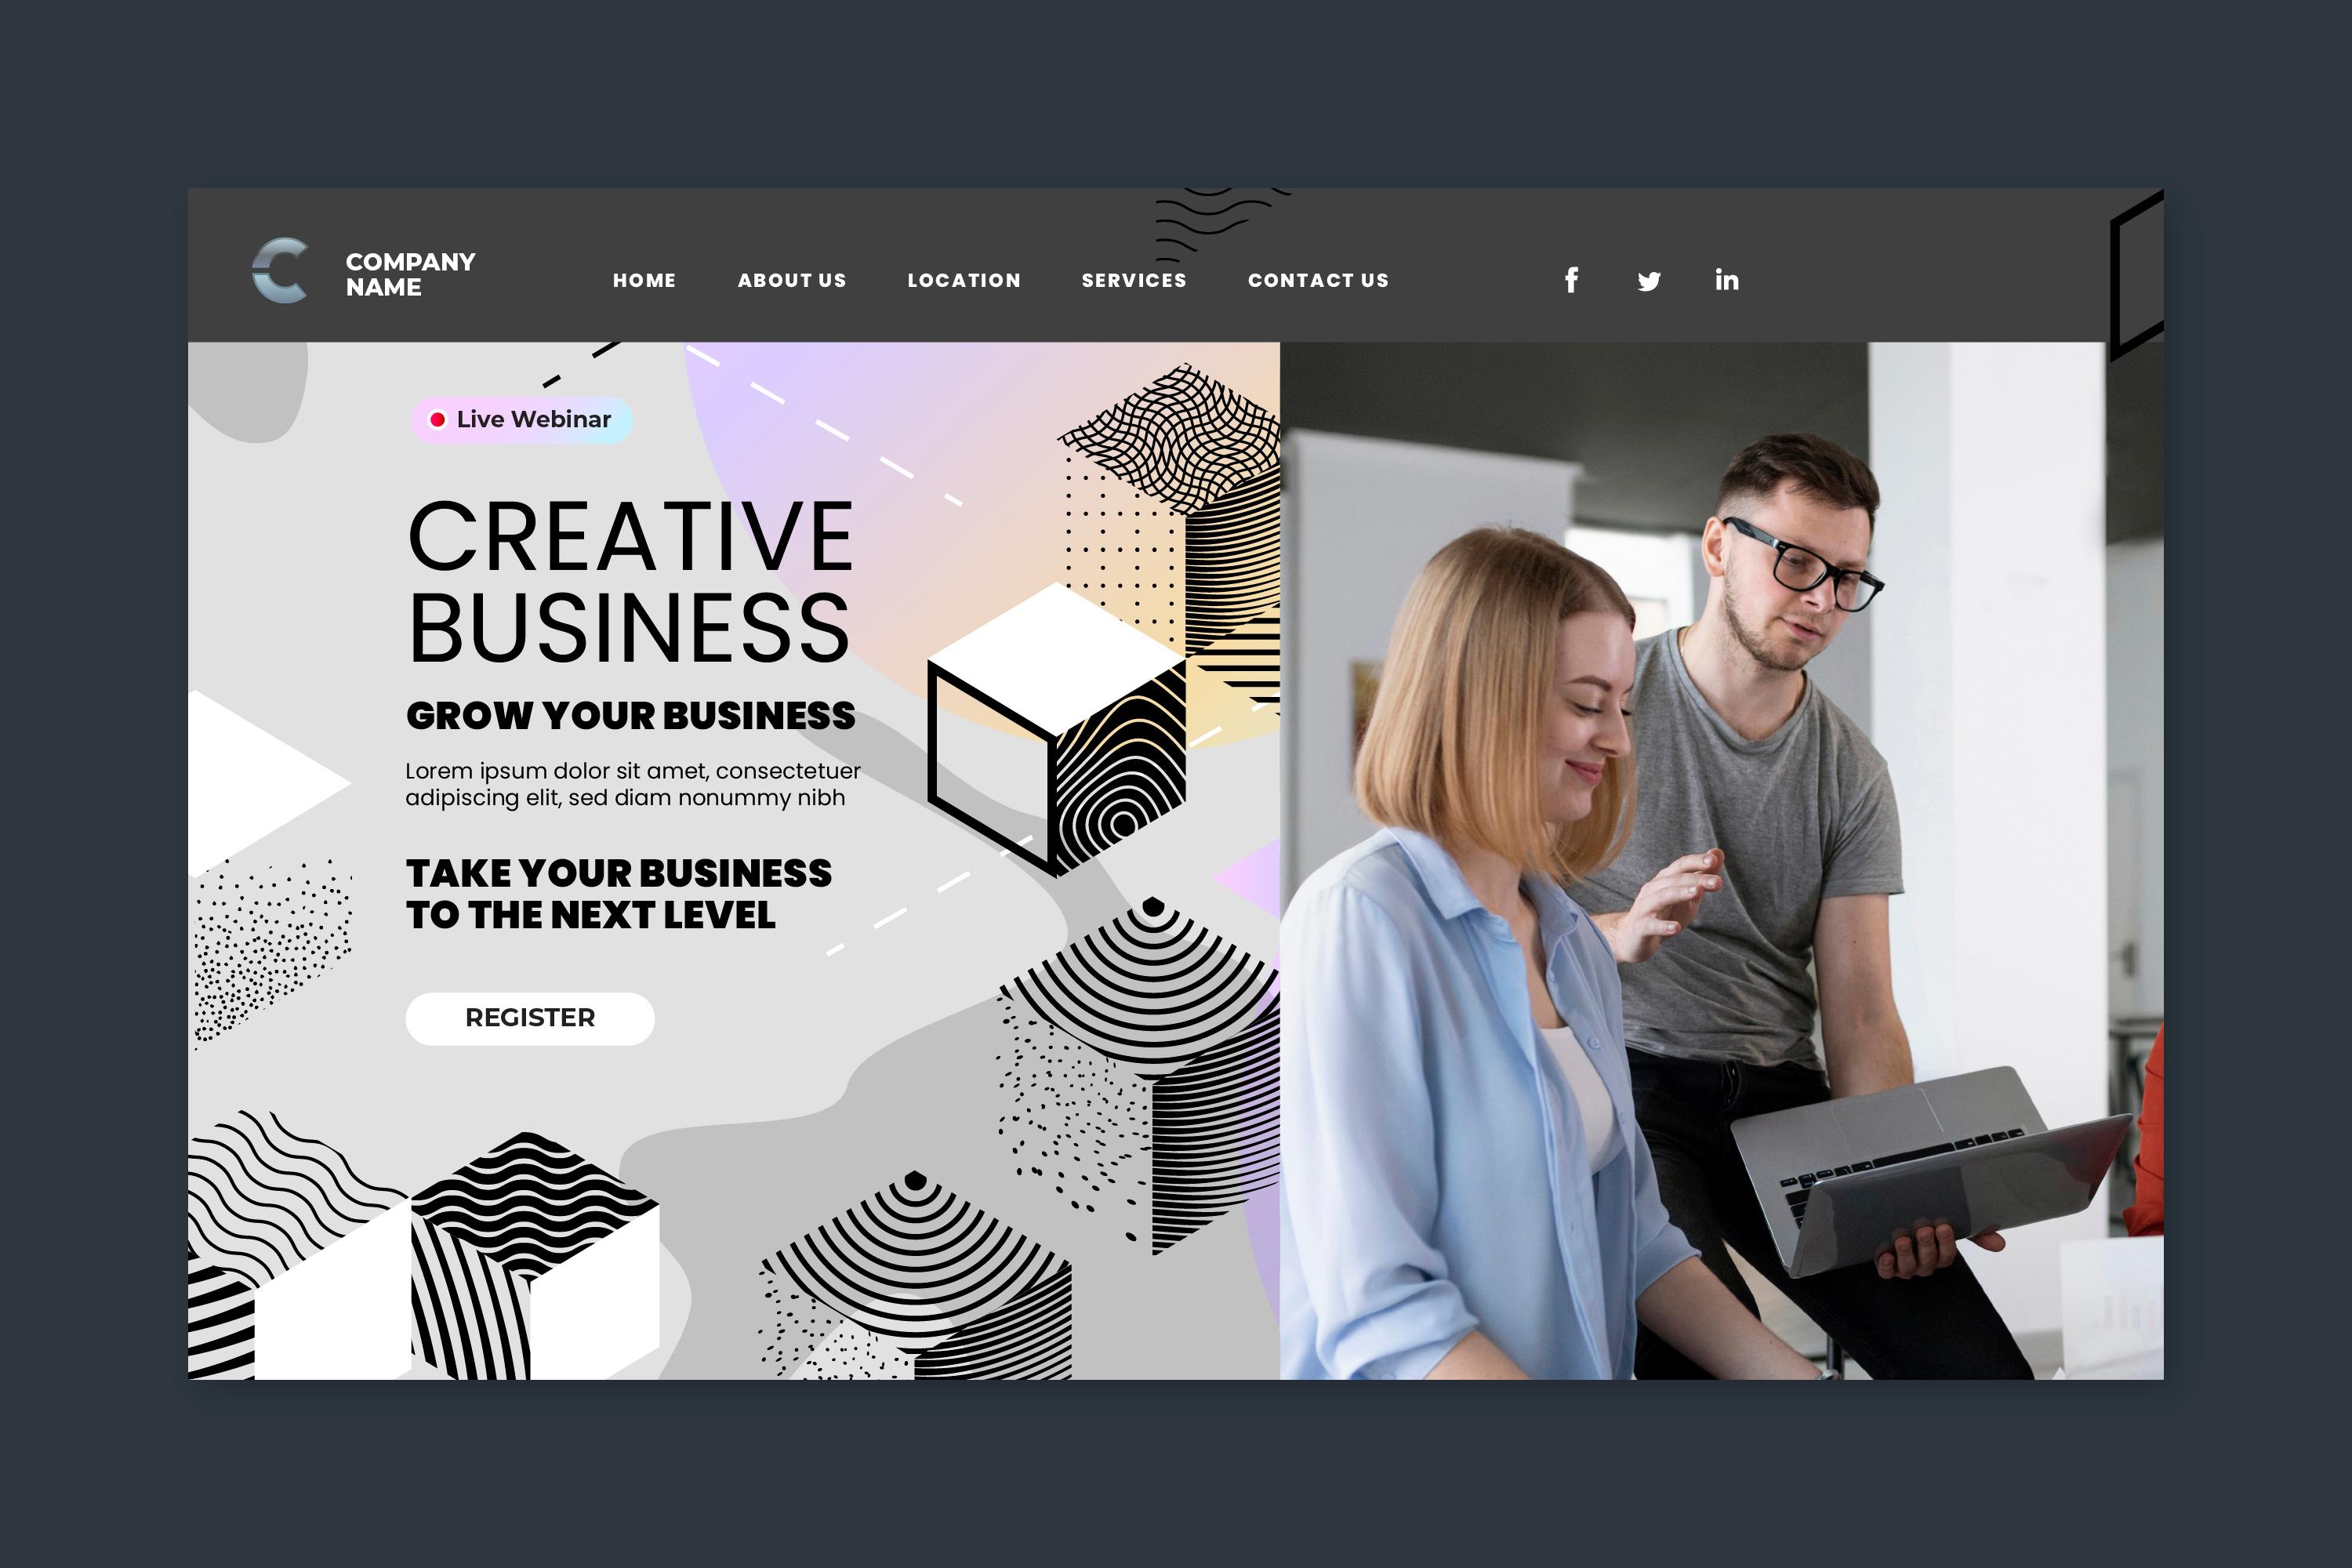 COMPANY
NAME
HOME ABOUT US LOCATION SERVICES CONTACT US
Live Webinar
CREATIVE
BUSINESS
GROW YOUR BUSINESS
Lorem ipsum dolor sit amet, consectetuer
adipiscing elit, sed diam nonummy nibh
TAKE YOUR BUSINESS
TO THE NEXT LEVEL
REGISTER